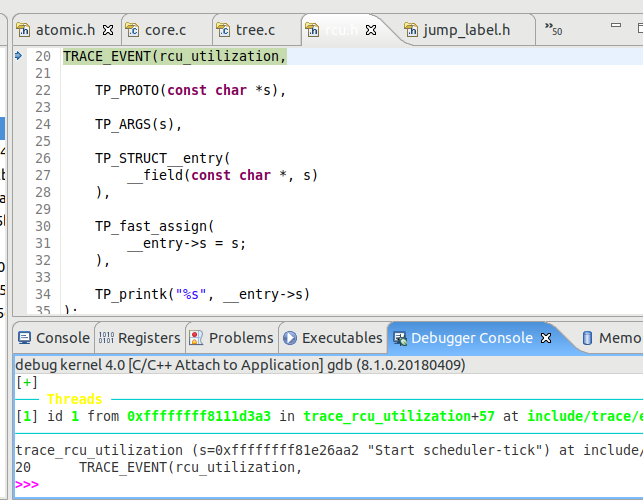 atomic.h core.c tree.c rcu.h jump_label.h »50
20 TRACE_EVENT(rcu_utilization,
21
22 TP_PROTO(const char *s),
23
24 TP_ARGS(s),
25
26 TP_STRUCT__entry(
27 __field(const char *, s)
28 ),
29
30 TP_fast_assign(
31 __entry->s = s;
32 ),
33
34 TP_printk("%s", __entry->s)
35 );
Console Registers Problems Executables Debugger Console Memo
debug kernel 4.0 [C/C++ Attach to Application] gdb (8.1.0.20180409)
[+]
Threads
[1] id 1 from 0xffffffff8111d3a3 in trace_rcu_utilization+57 at include/trace/e
trace_rcu_utilization (s=0xffffffff81e26aa2 "Start scheduler-tick") at include/
20 TRACE_EVENT(rcu_utilization,
>>>